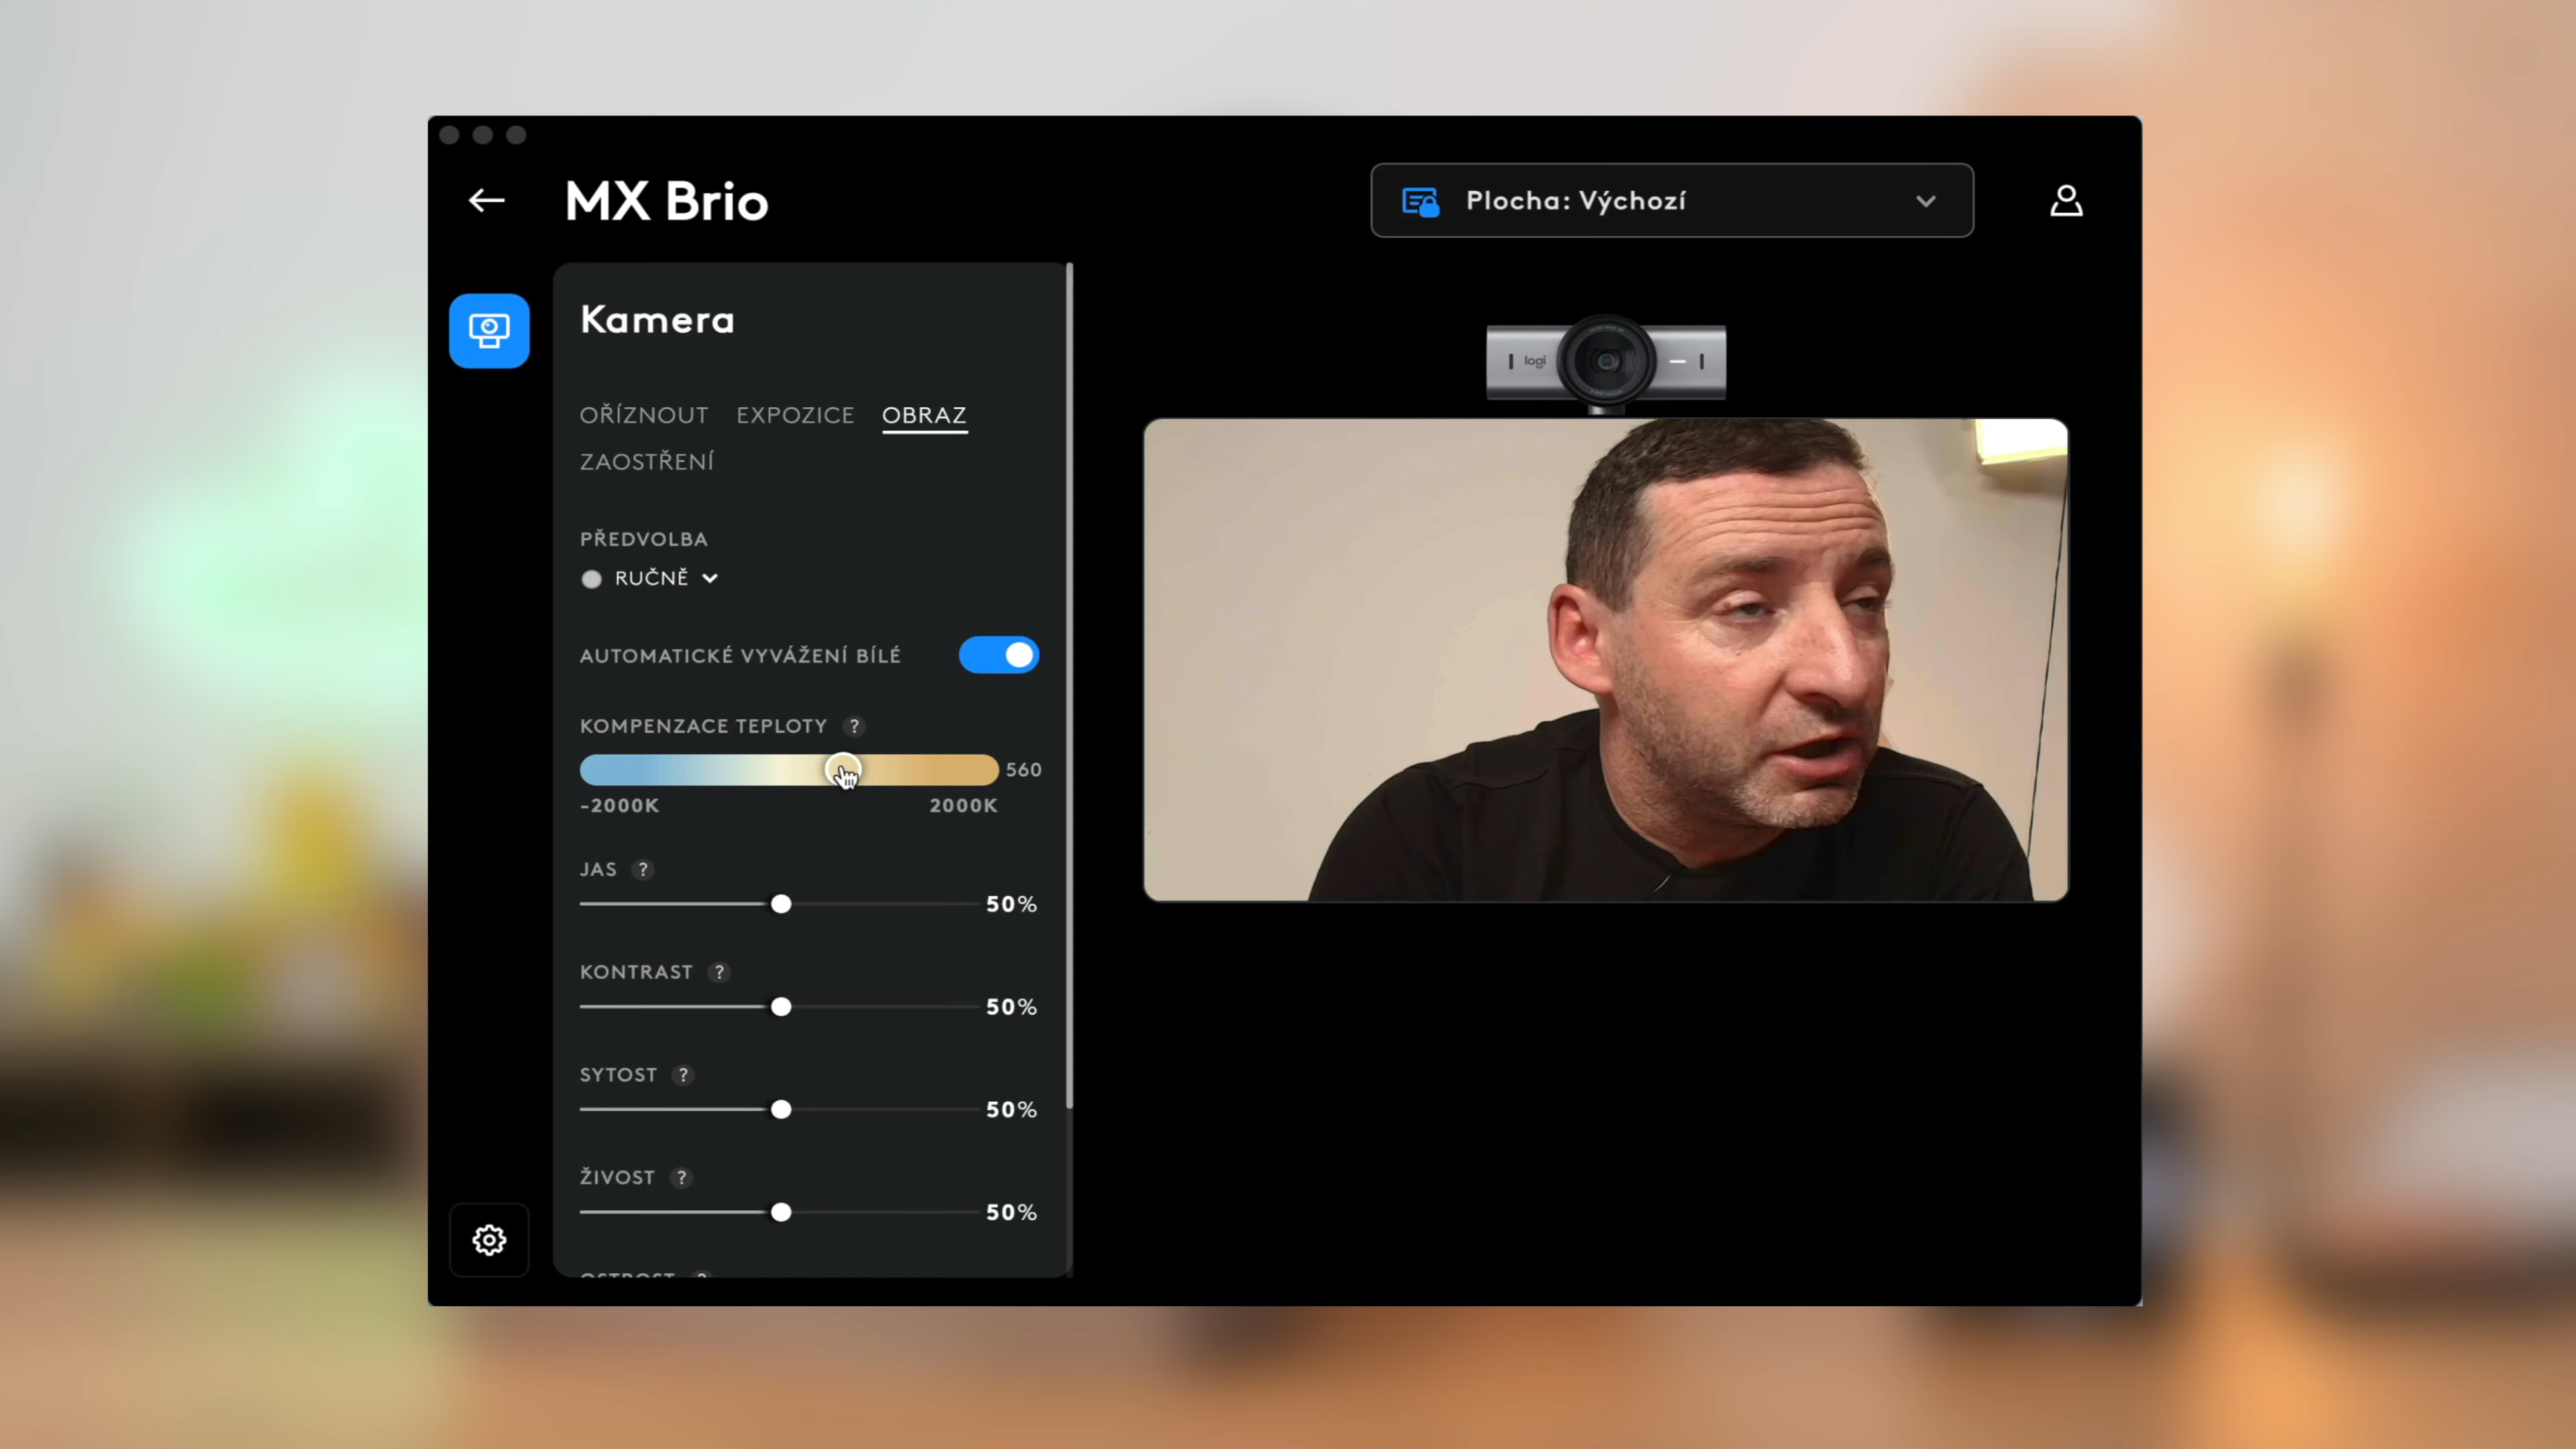 MX Brio
Plocha: Výchozí
Kamera
OŘÍZNOUT EXPOZICE OBRAZ
ZAOSTŘENÍ
PŘEDVOLBA
RUČNĚ
AUTOMATICKÉ VYVÁŽENÍ BÍLÉ
KOMPENZACE TEPLOTY ?
560
-2000K 2000K
JAS ?
50%
KONTRAST ?
50%
SYTOST ?
50%
ŽIVOST ?
50%
OSTROST ?
logi